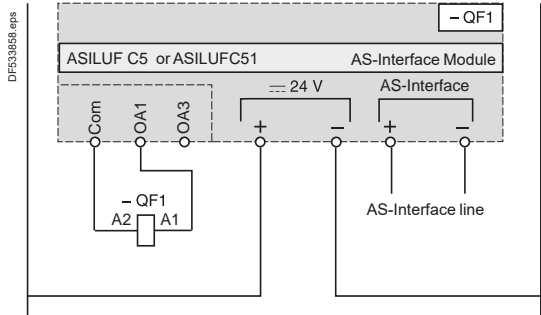 DF533858.eps
– QF1
ASILUF C5 or ASILUFC51 AS-Interface Module
24 V AS-Interface
Com OA1 OA3 + – + –
– QF1
A2 A1
AS-Interface line